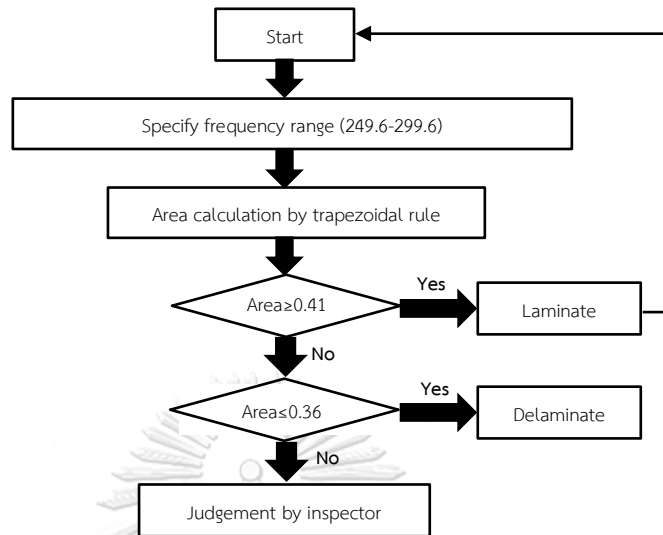 Start
Specify frequency range (249.6-299.6)
Area calculation by trapezoidal rule
Area≥0.41
Yes
Laminate
No
Area≤0.36
Yes
Delaminate
No
Judgement by inspector